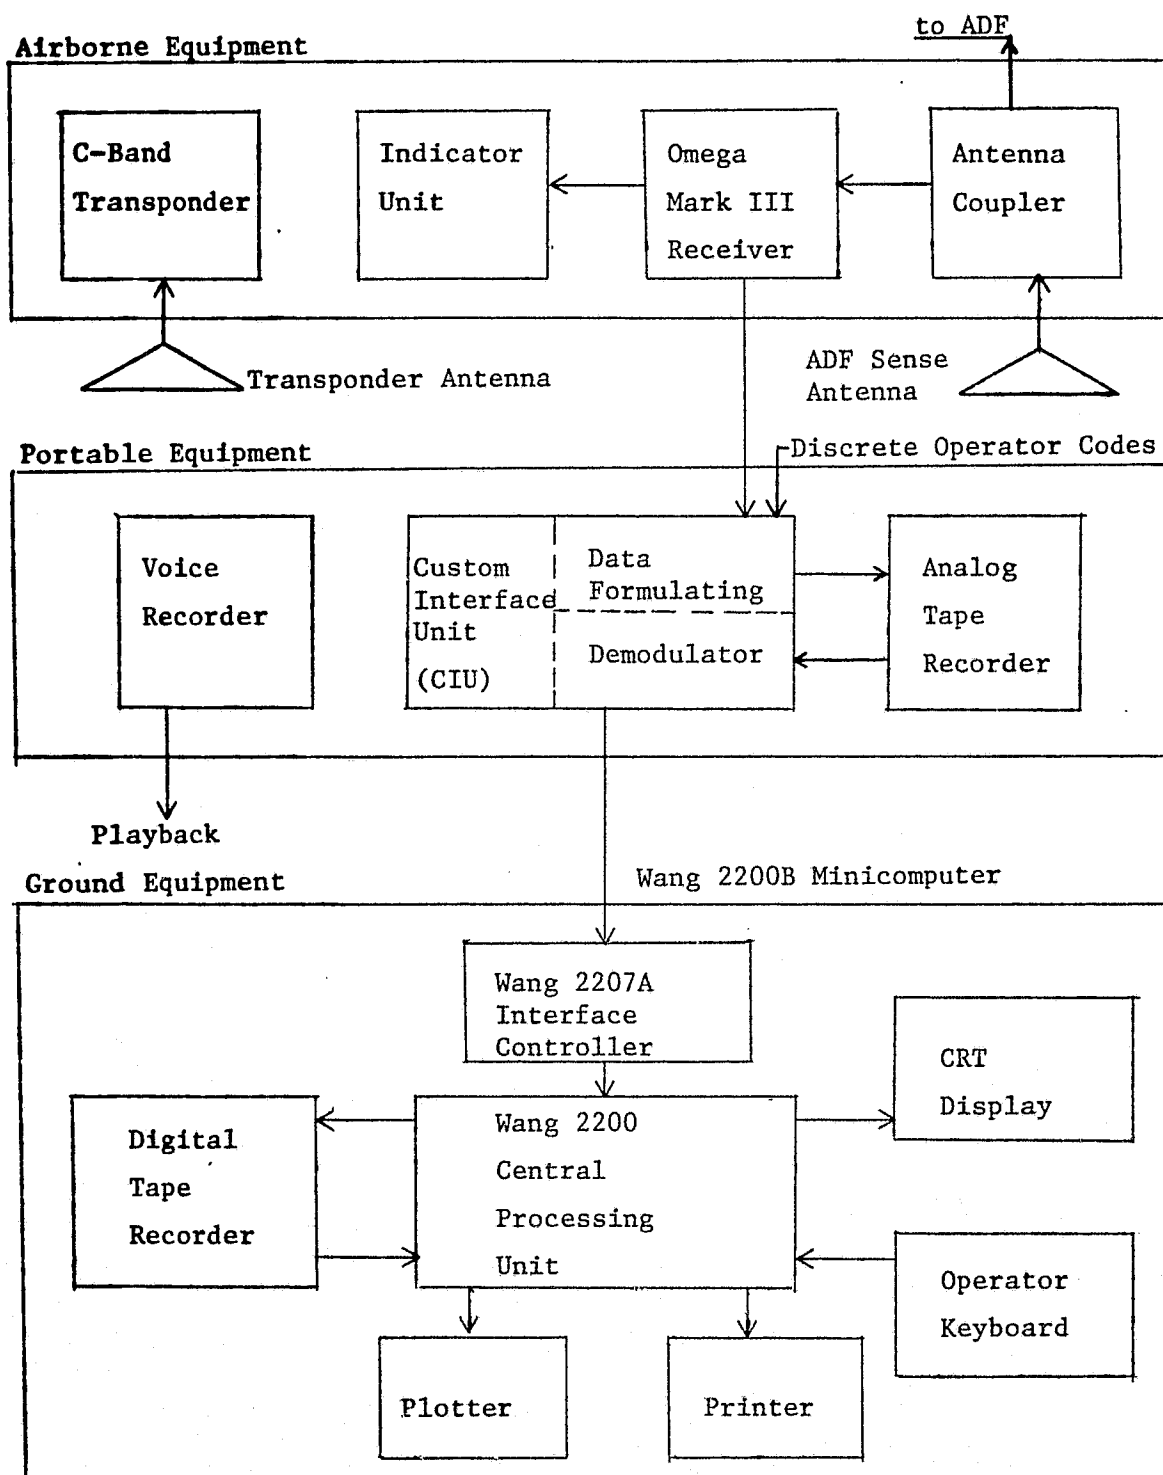 to ADF
Airborne Equipment
C-Band
Transponder
Indicator
Unit
Omega
Mark III
Receiver
Antenna
Coupler
Transponder Antenna
ADF Sense
Antenna
Portable Equipment
Discrete Operator Codes
Voice
Recorder
Custom
Interface
Unit
(CIU)
Data
Formulating
Demodulator
Analog
Tape
Recorder
Playback
Ground Equipment
Wang 2200B Minicomputer
Wang 2207A
Interface
Controller
CRT
Display
Digital
Tape
Recorder
Wang 2200
Central
Processing
Unit
Operator
Keyboard
Plotter
Printer